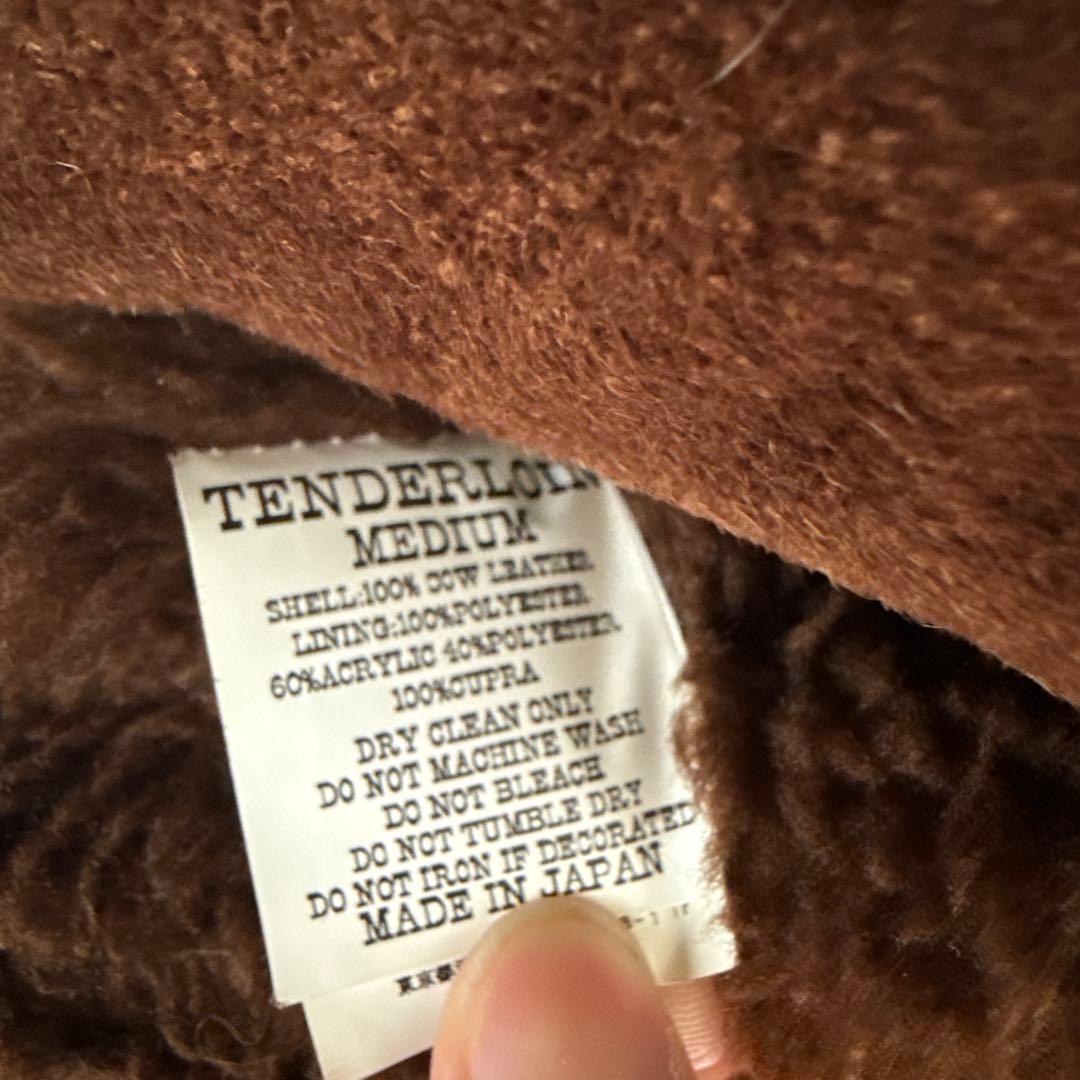 TENDERLOIN
MEDIUM
SHELL:100% COW LEATHER
LINING:100%POLYESTER
60%ACRYLIC 40%POLYESTER
100%CUPRA
DRY CLEAN ONLY
DO NOT MACHINE WASH
DO NOT BLEACH
DO NOT TUMBLE DRY
DO NOT IRON IF DECORATED
MADE IN JAPAN